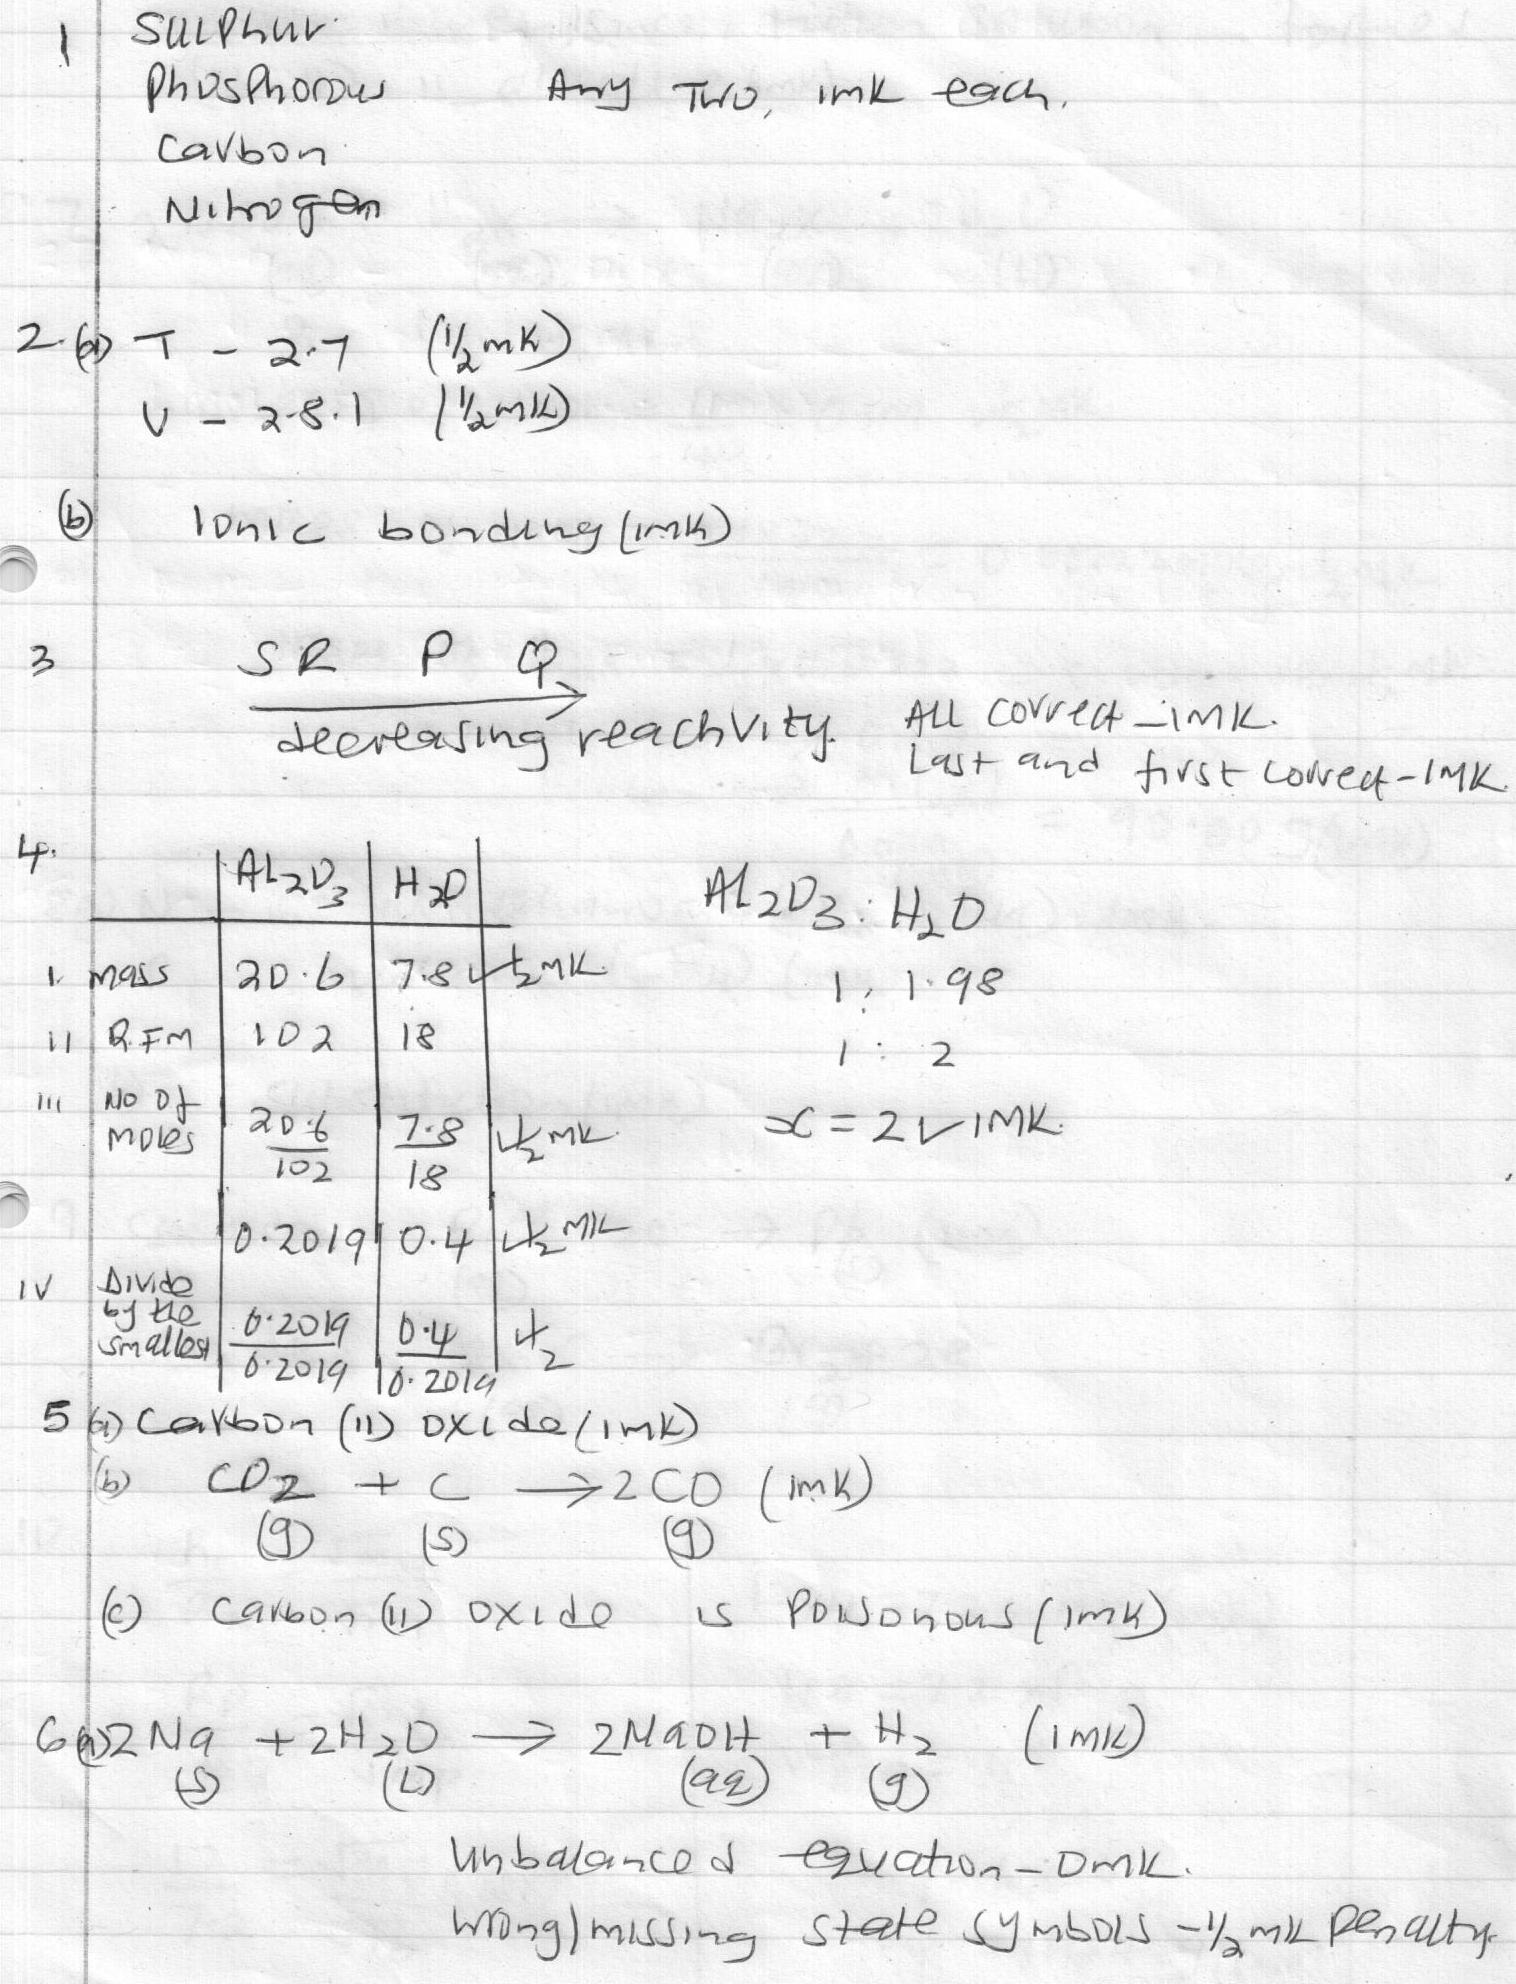 1 Sulphur
Phosphorous Any Two, 1mk each.
Carbon
Nitrogen
2. (a) T - 2.7 (½mk)
V - 2.8.1 (½mk)
(b) Ionic bonding (1mk)
3 S R P Q
decreasing reactivity. All correct - 1mk.
Last and first correct - 1mk.
4. Al₂O₃ H₂O Al₂O₃ : H₂O
i. mass 20.6 7.8 ✓½mk. 1 : 1.98
ii R.F.M 102 18 1 : 2
iii No of moles 20.6/102 7.8/18 ✓½mk x = 2 ✓1mk.
0.2019 0.4 ✓½mk
iv Divide
by the
smallest 0.2019/0.2019 0.4/0.2019 ✓½
5 (a) Carbon (II) oxide (1mk)
(b) CO₂ + C → 2CO (1mk)
(g) (s) (g)
(c) Carbon (II) oxide is poisonous (1mk)
6 (a) 2Na + 2H₂O → 2NaOH + H₂ (1mk)
(s) (l) (aq) (g)
Unbalanced equation - 0mk.
Wrong/missing state symbols - ½mk penalty.